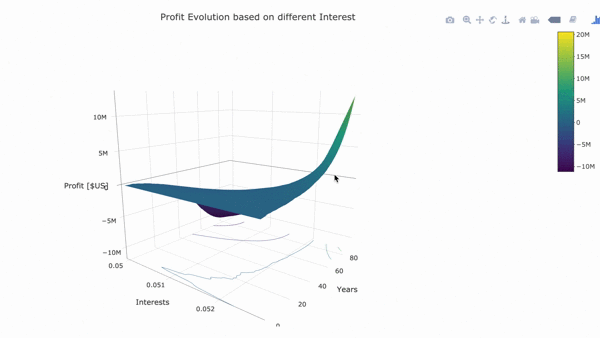 Profit Evolution based on different Interest
20M
15M
10M
5M
0
−5M
−10M
10M
5M
Profit [$US]
0
−5M
−10M
0.05
0.051
0.052
Interests
80
60
40
20
0
Years